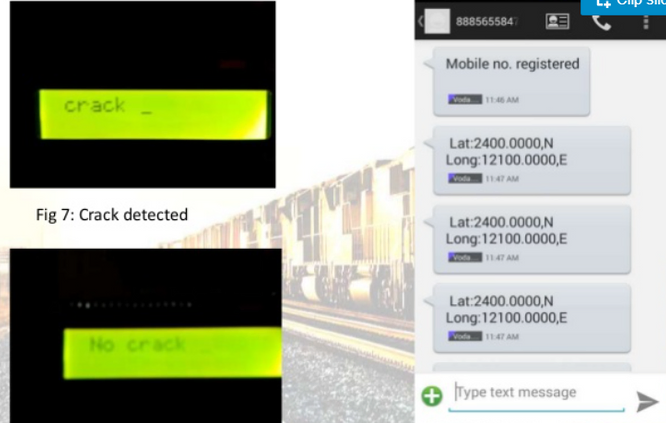 crack _
Fig 7: Crack detected
No crack
Clip slid
888565584
Mobile no. registered
Voda... 11:46 AM
Lat:2400.0000,N
Long:12100.0000,E
Voda... 11:47 AM
Lat:2400.0000,N
Long:12100.0000,E
Voda... 11:47 AM
Lat:2400.0000,N
Long:12100.0000,E
Voda... 11:47 AM
Type text message